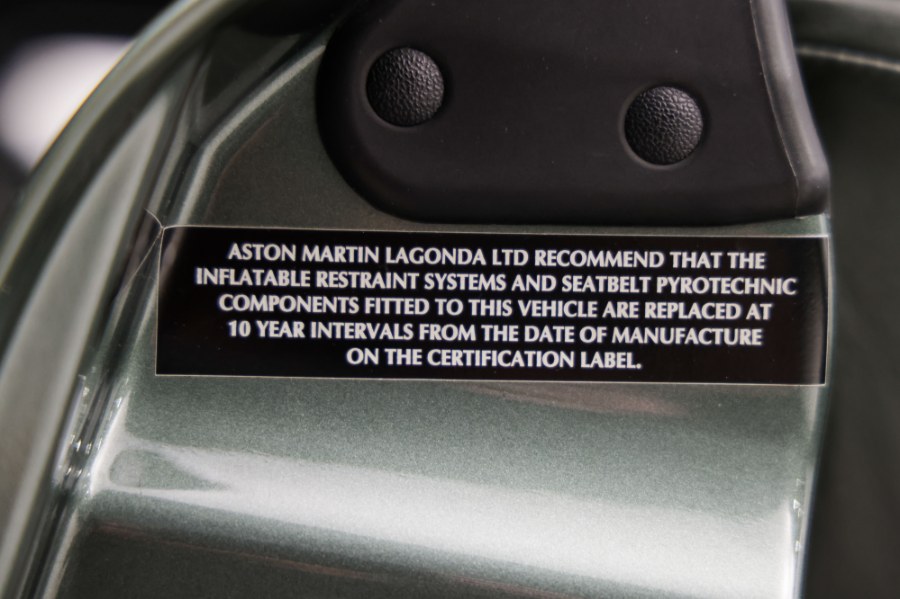 ASTON MARTIN LAGONDA LTD RECOMMEND THAT THE
INFLATABLE RESTRAINT SYSTEMS AND SEATBELT PYROTECHNIC
COMPONENTS FITTED TO THIS VEHICLE ARE REPLACED AT
10 YEAR INTERVALS FROM THE DATE OF MANUFACTURE
ON THE CERTIFICATION LABEL.